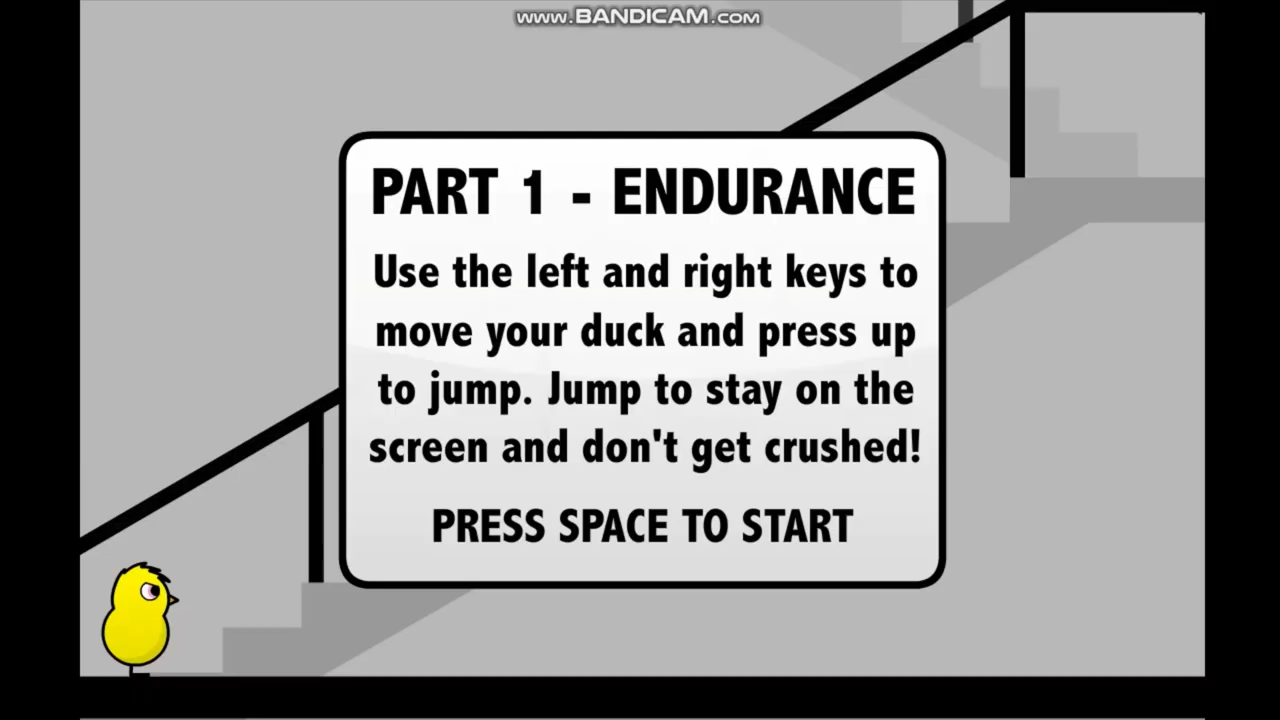 www.BANDICAM.com
PART 1 - ENDURANCE
Use the left and right keys to
move your duck and press up
to jump. Jump to stay on the
screen and don't get crushed!
PRESS SPACE TO START